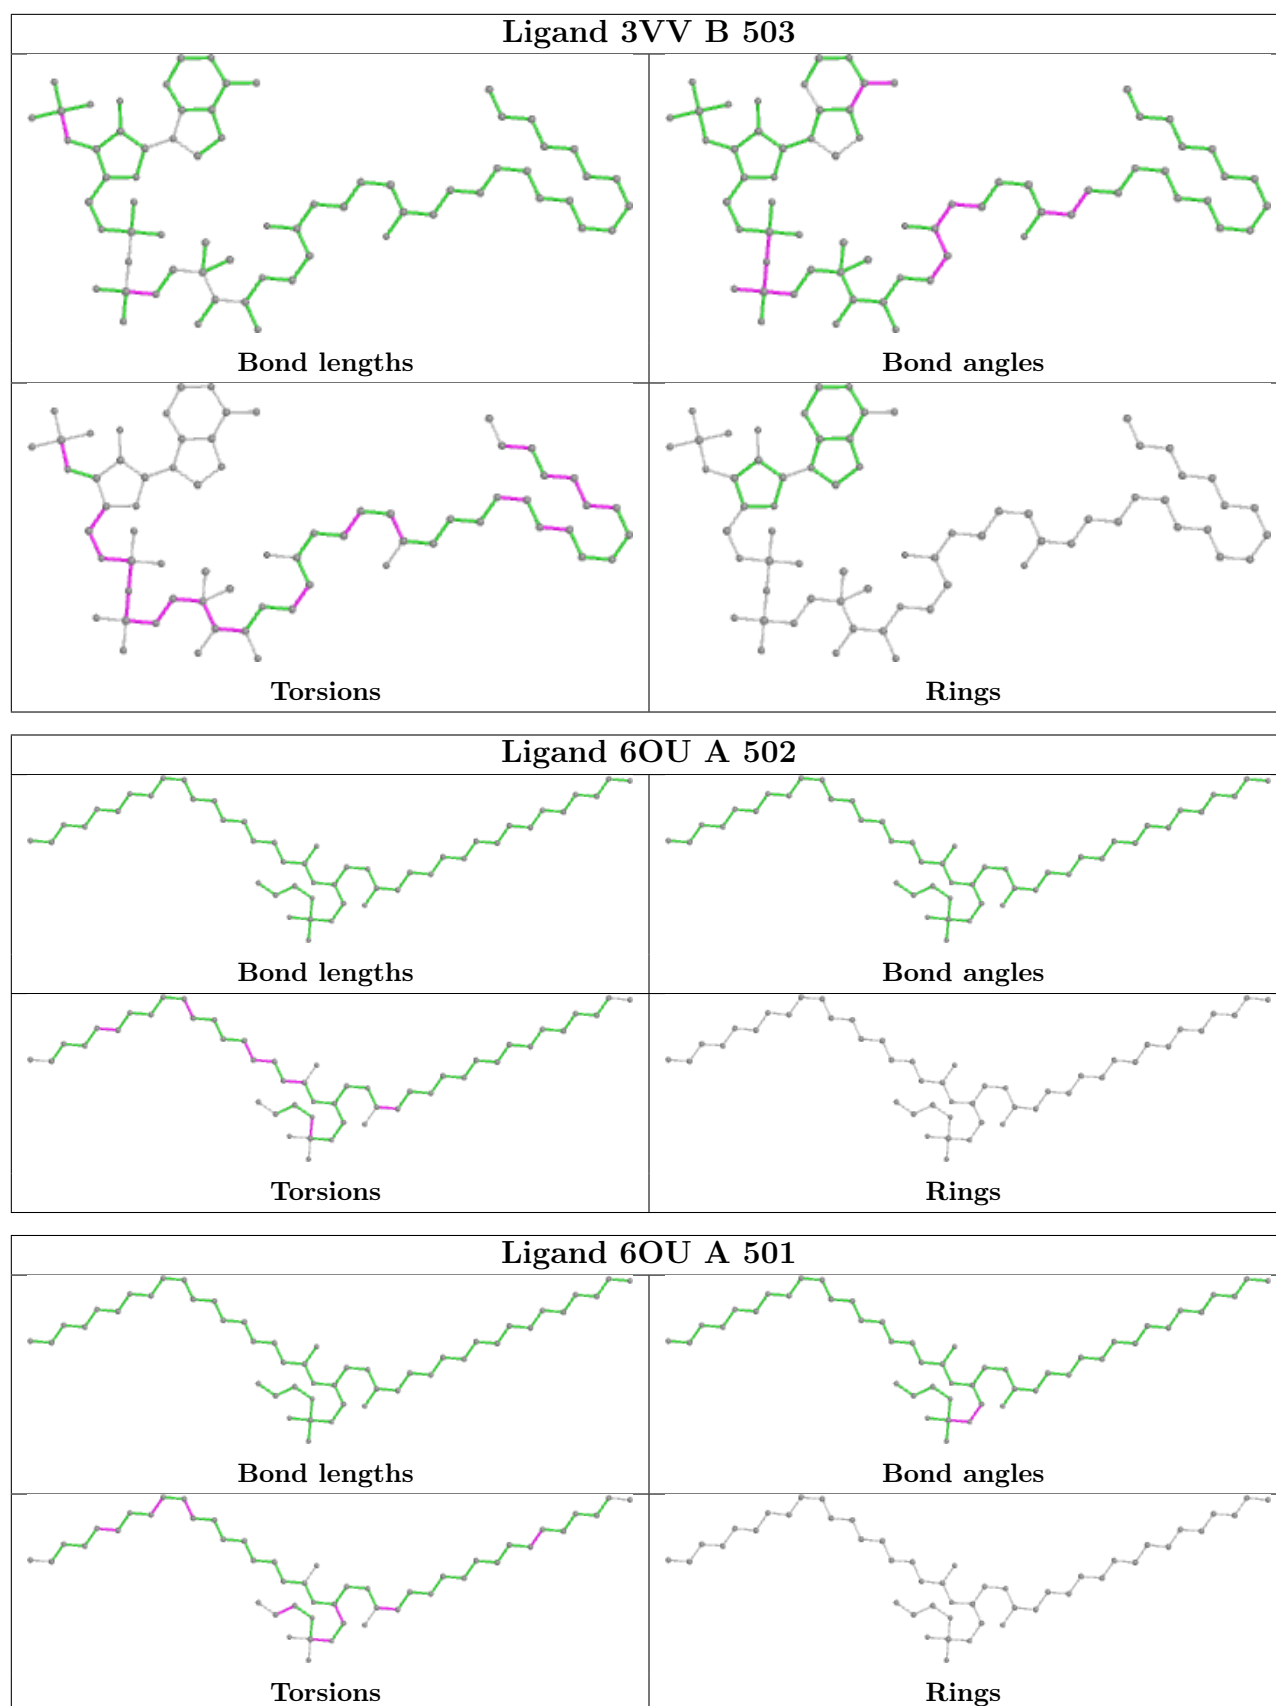 Ligand 3VV B 503
Bond lengths
Bond angles
Torsions
Rings
Ligand 6OU A 502
Bond lengths
Bond angles
Torsions
Rings
Ligand 6OU A 501
Bond lengths
Bond angles
Torsions
Rings